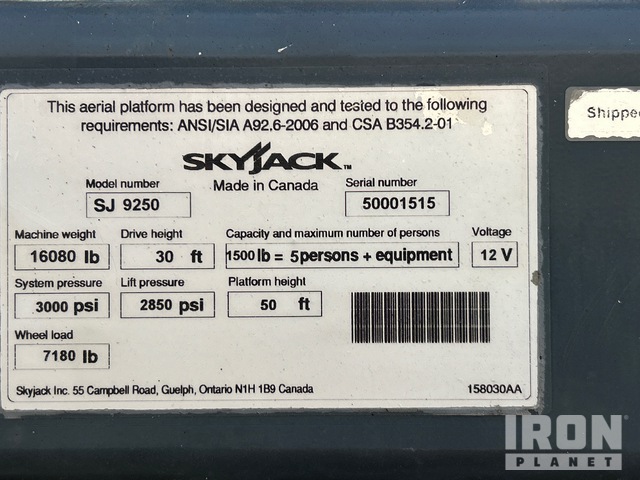 This aerial platform has been designed and tested to the following
requirements: ANSI/SIA A92.6-2006 and CSA B354.2-01
SKYJACK™
Made in Canada
Model number
SJ 9250
Serial number
50001515
Machine weight
16080 lb
Drive height
30 ft
Capacity and maximum number of persons
1500 lb = 5 persons + equipment
Voltage
12 V
System pressure
3000 psi
Lift pressure
2850 psi
Platform height
50 ft
Wheel load
7180 lb
Skyjack Inc. 55 Campbell Road, Guelph, Ontario N1H 1B9 Canada
158030AA
Shipped
IRON
PLANET